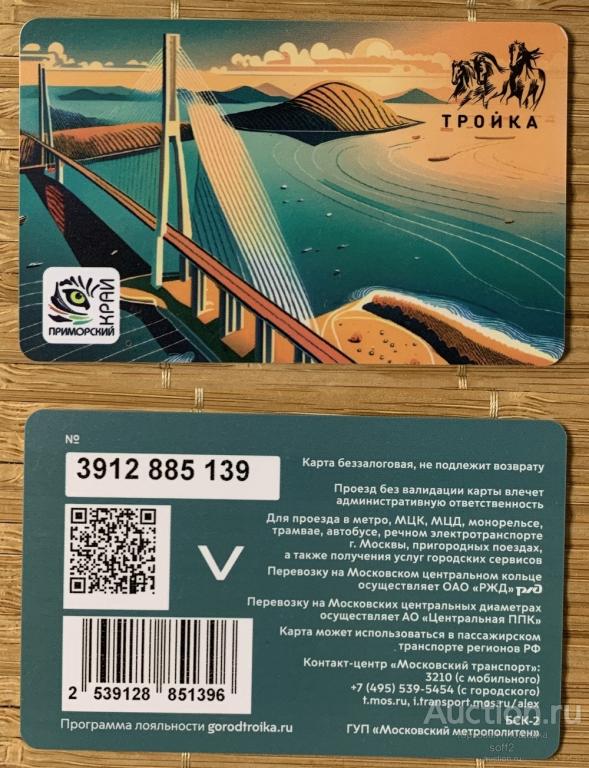 ТРОЙКА
ПРИМОРСКИЙ
КРАЙ
№
3912 885 139
Карта беззалоговая, не подлежит возврату
Проезд без валидации карты влечет
административную ответственность
Для проезда в метро, МЦК, МЦД, монорельсе,
трамвае, автобусе, речном электротранспорте
г. Москвы, пригородных поездах,
а также получения услуг городских сервисов
Перевозку на Московском центральном кольце
осуществляет ОАО «РЖД» РЖД
Перевозку на Московских центральных диаметрах
осуществляет АО «Центральная ППК»
Карта может использоваться в пассажирском
транспорте регионов РФ
Контакт-центр «Московский транспорт»:
3210 (с мобильного)
+7 (495) 539-5454 (с городского)
t.mos.ru, i.transport.mos.ru/alex
БСК-2
ГУП «Московский метрополитен»
V
2 539128 851396
Программа лояльности gorodtroika.ru
Auction.ru
soff2
auction.ru